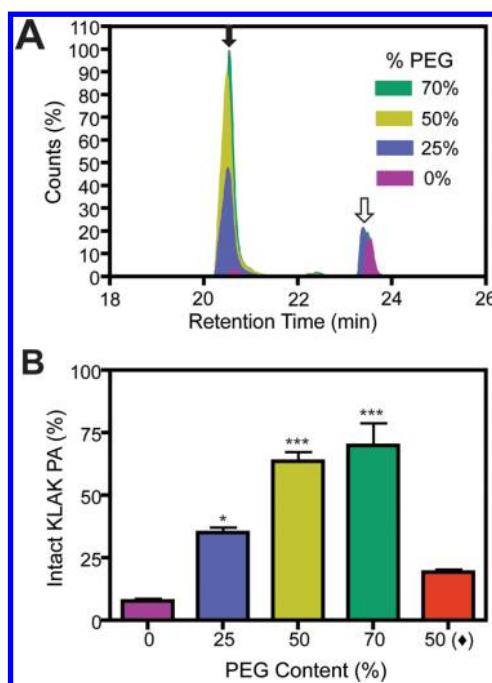 A
110
100
90
80
70
60
50
40
30
20
10
0
Counts (%)
% PEG
70%
50%
25%
0%
18 20 22 24 26
Retention Time (min)
B
100
75
50
25
0
Intact KLAK PA (%)
*
***
***
0 25 50 70 50 (♦)
PEG Content (%)